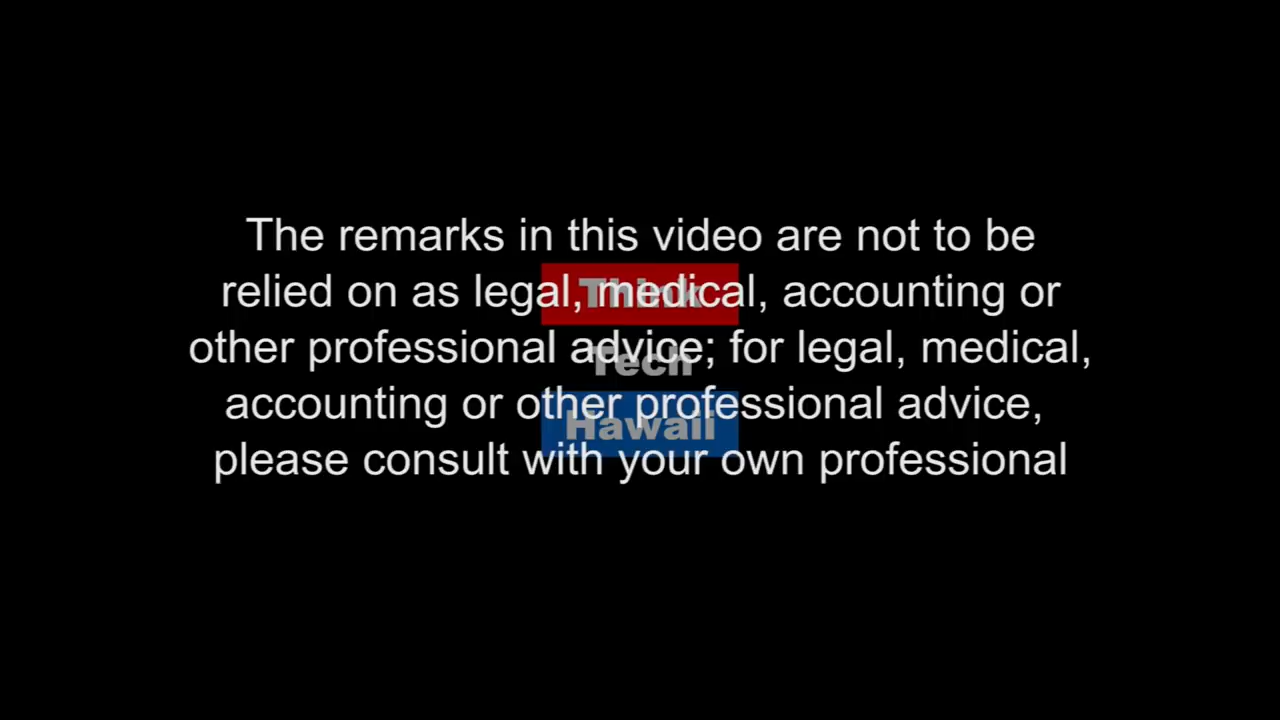 The remarks in this video are not to be
relied on as legal, medical, accounting or
other professional advice; for legal, medical,
accounting or other professional advice,
please consult with your own professional
Think
Tech
Hawaii